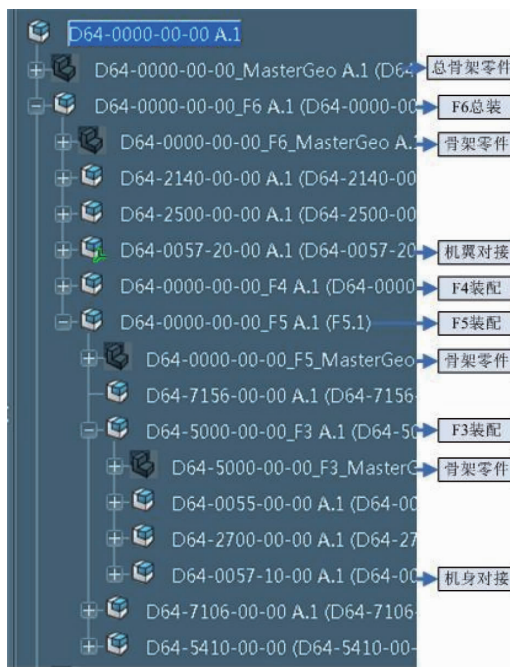 D64-0000-00-00 A.1
D64-0000-00-00_MasterGeo A.1 (D64 总骨架零件
D64-0000-00-00_F6 A.1 (D64-0000-00 F6总装
D64-0000-00-00_F6_MasterGeo A.1 骨架零件
D64-2140-00-00 A.1 (D64-2140-00
D64-2500-00-00 A.1 (D64-2500-00
D64-0057-20-00 A.1 (D64-0057-20 机翼对接
D64-0000-00-00_F4 A.1 (D64-0000 F4装配
D64-0000-00-00_F5 A.1 (F5.1) F5装配
D64-0000-00-00_F5_MasterGeo 骨架零件
D64-7156-00-00 A.1 (D64-7156-
D64-5000-00-00_F3 A.1 (D64-50 F3装配
D64-5000-00-00_F3_MasterG 骨架零件
D64-0055-00-00 A.1 (D64-00
D64-2700-00-00 A.1 (D64-27
D64-0057-10-00 A.1 (D64-00 机身对接
D64-7106-00-00 A.1 (D64-7106-
D64-5410-00-00 (D64-5410-00-